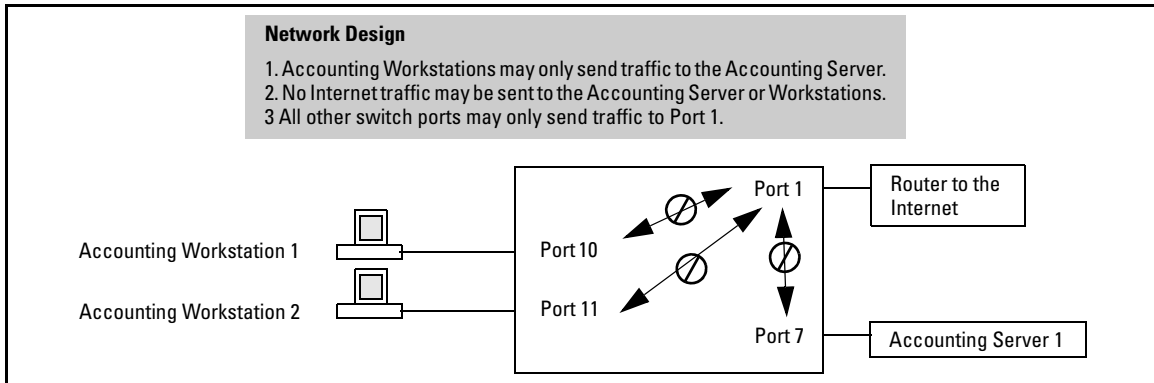 Network Design
1. Accounting Workstations may only send traffic to the Accounting Server.
2. No Internet traffic may be sent to the Accounting Server or Workstations.
3 All other switch ports may only send traffic to Port 1.
Port 1
Router to the
Internet
Accounting Workstation 1
Port 10
Accounting Workstation 2
Port 11
Port 7
Accounting Server 1